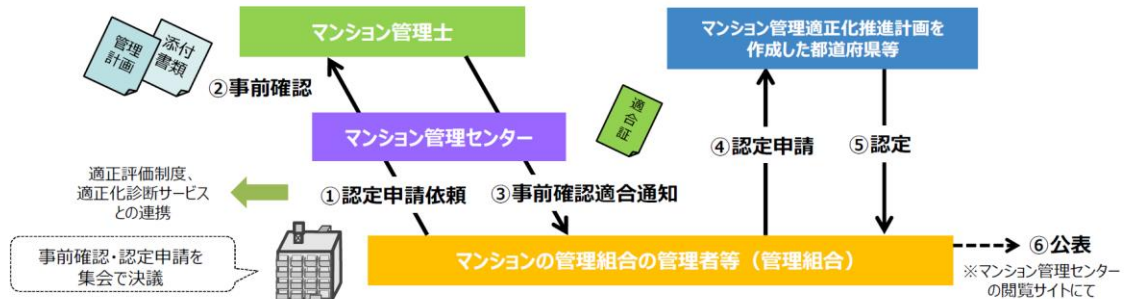 マンション管理士
マンション管理適正化推進計画を
作成した都道府県等
管理
計画
添付
書類
②事前確認
マンション管理センター
適
合
証
④認定申請
⑤認定
適正評価制度、
適正化診断サービス
との連携
①認定申請依頼
③事前確認適合通知
事前確認・認定申請を
集会で決議
マンションの管理組合の管理者等（管理組合）
⑥公表
※マンション管理センター
の閲覧サイトにて